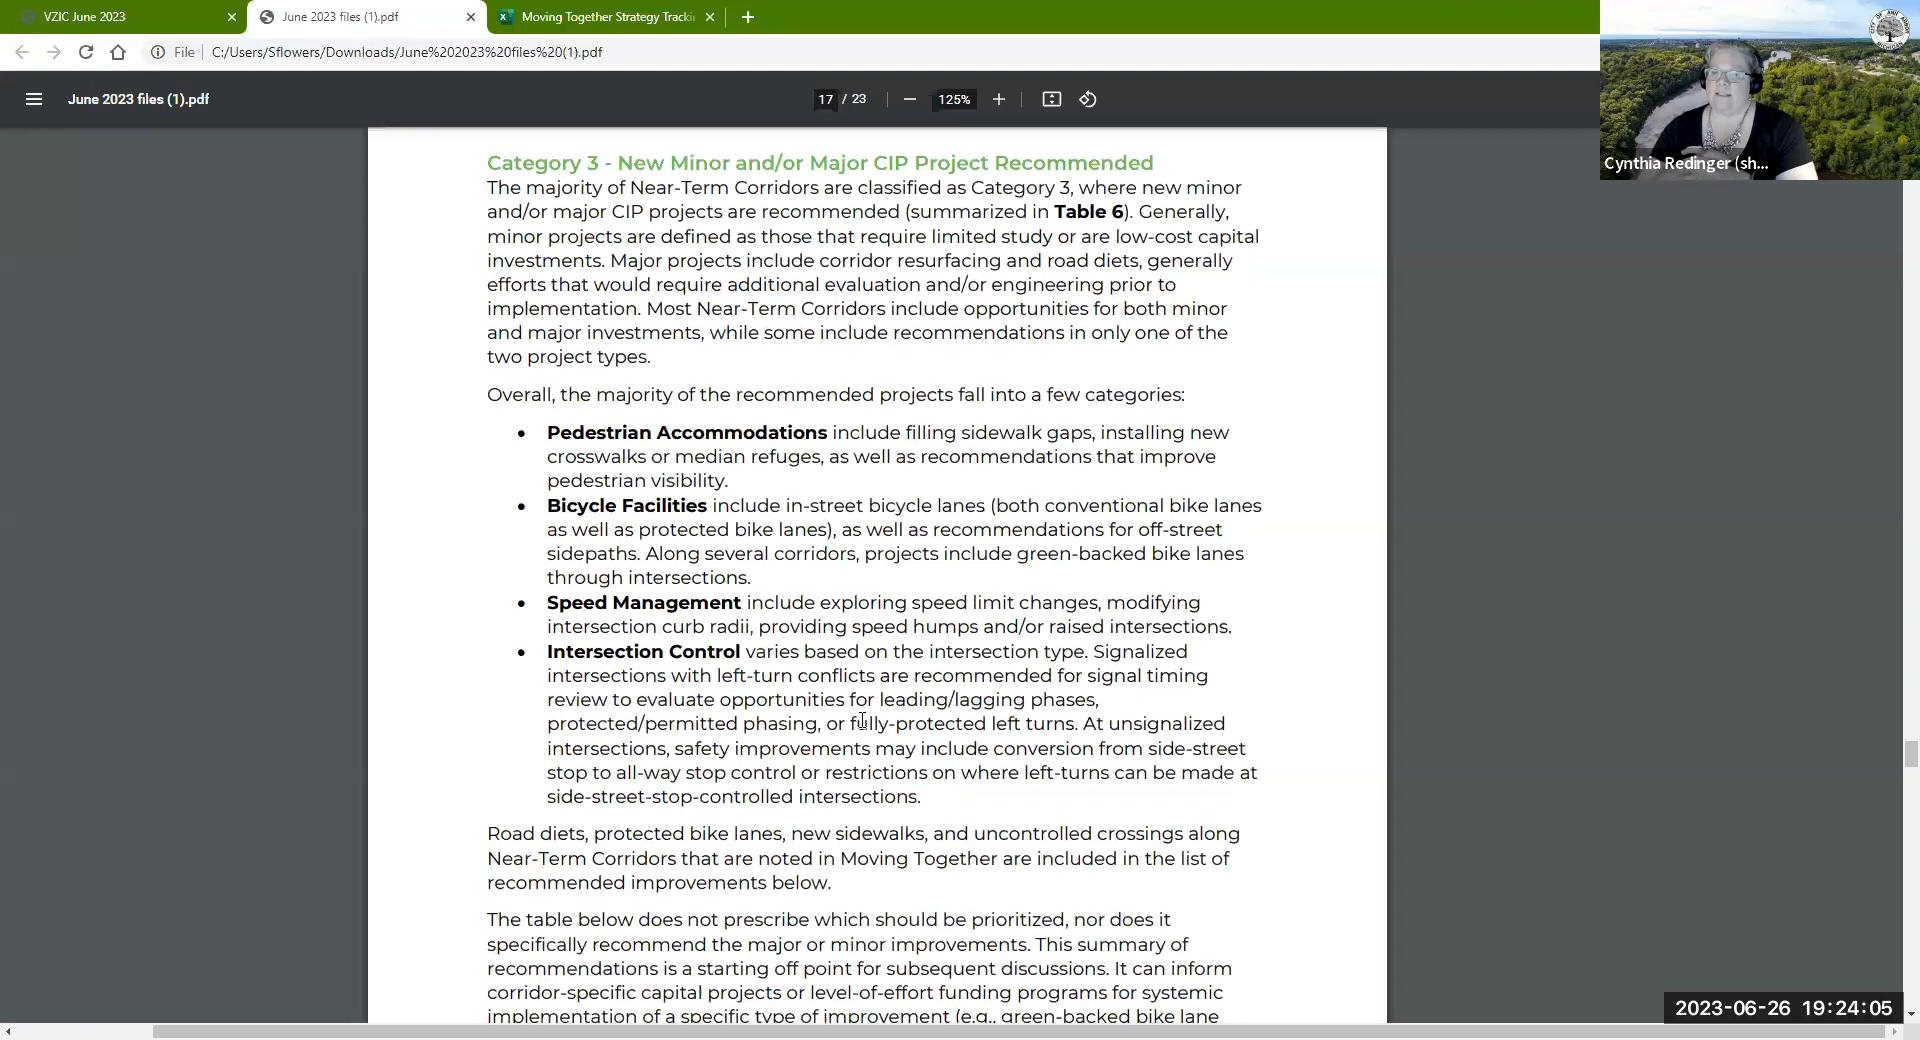 VZIC June 2023
June 2023 files (1).pdf
Moving Together Strategy Tracki
File
C:/Users/Sflowers/Downloads/June%202023%20files%20(1).pdf
June 2023 files (1).pdf
17 / 23
125%
Cynthia Redinger (sh...
Category 3 - New Minor and/or Major CIP Project Recommended
The majority of Near-Term Corridors are classified as Category 3, where new minor
and/or major CIP projects are recommended (summarized in Table 6). Generally,
minor projects are defined as those that require limited study or are low-cost capital
investments. Major projects include corridor resurfacing and road diets, generally
efforts that would require additional evaluation and/or engineering prior to
implementation. Most Near-Term Corridors include opportunities for both minor
and major investments, while some include recommendations in only one of the
two project types.
Overall, the majority of the recommended projects fall into a few categories:
• Pedestrian Accommodations include filling sidewalk gaps, installing new
crosswalks or median refuges, as well as recommendations that improve
pedestrian visibility.
• Bicycle Facilities include in-street bicycle lanes (both conventional bike lanes
as well as protected bike lanes), as well as recommendations for off-street
sidepaths. Along several corridors, projects include green-backed bike lanes
through intersections.
• Speed Management include exploring speed limit changes, modifying
intersection curb radii, providing speed humps and/or raised intersections.
• Intersection Control varies based on the intersection type. Signalized
intersections with left-turn conflicts are recommended for signal timing
review to evaluate opportunities for leading/lagging phases,
protected/permitted phasing, or fully-protected left turns. At unsignalized
intersections, safety improvements may include conversion from side-street
stop to all-way stop control or restrictions on where left-turns can be made at
side-street-stop-controlled intersections.
Road diets, protected bike lanes, new sidewalks, and uncontrolled crossings along
Near-Term Corridors that are noted in Moving Together are included in the list of
recommended improvements below.
The table below does not prescribe which should be prioritized, nor does it
specifically recommend the major or minor improvements. This summary of
recommendations is a starting off point for subsequent discussions. It can inform
corridor-specific capital projects or level-of-effort funding programs for systemic
implementation of a specific type of improvement (e.g., green-backed bike lane
2023-06-26 19:24:05